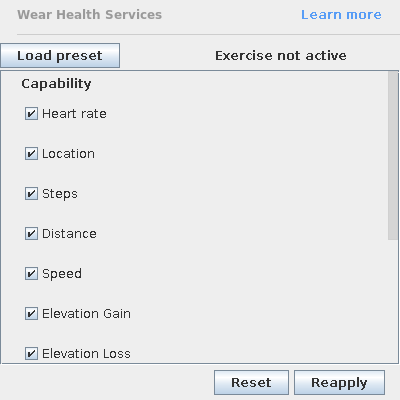 Wear Health Services
Learn more
Load preset
Exercise not active
Capability
Heart rate
Location
Steps
Distance
Speed
Elevation Gain
Elevation Loss
Reset
Reapply